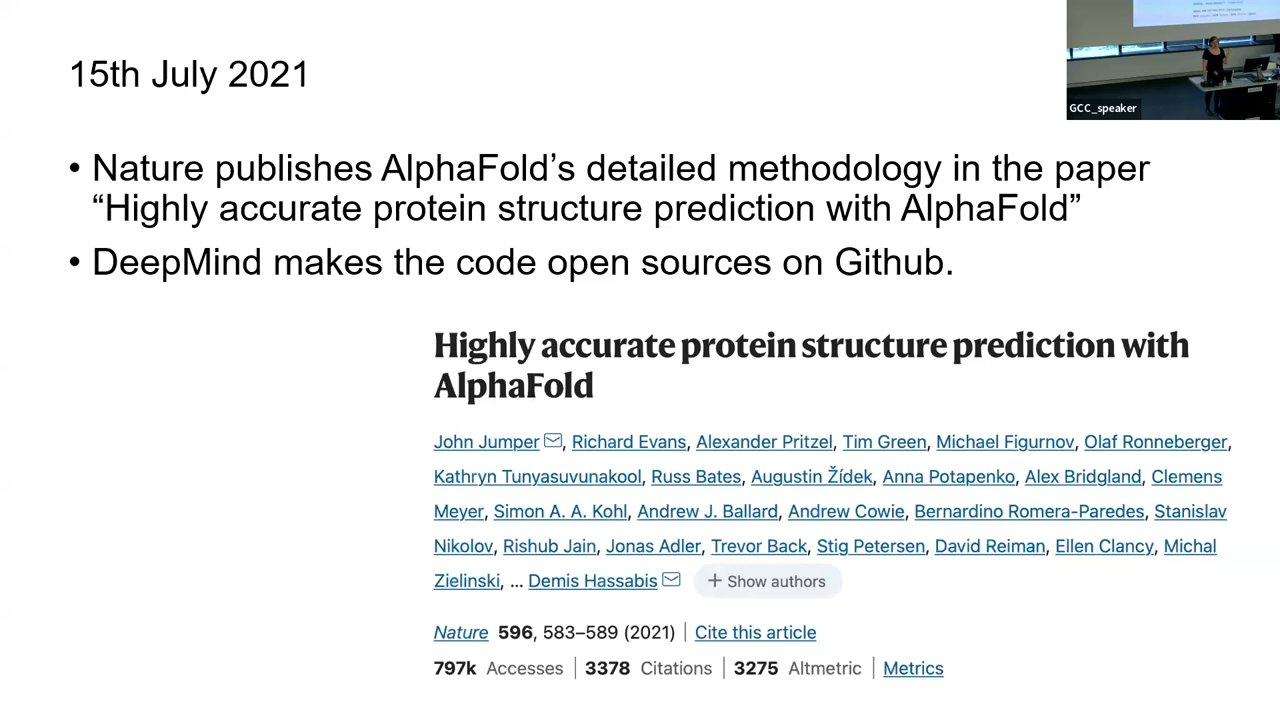 15th July 2021
GCC_speaker
• Nature publishes AlphaFold’s detailed methodology in the paper
“Highly accurate protein structure prediction with AlphaFold”
• DeepMind makes the code open sources on Github.
Highly accurate protein structure prediction with
AlphaFold
John Jumper, Richard Evans, Alexander Pritzel, Tim Green, Michael Figurnov, Olaf Ronneberger,
Kathryn Tunyasuvunakool, Russ Bates, Augustin Žídek, Anna Potapenko, Alex Bridgland, Clemens
Meyer, Simon A. A. Kohl, Andrew J. Ballard, Andrew Cowie, Bernardino Romera-Paredes, Stanislav
Nikolov, Rishub Jain, Jonas Adler, Trevor Back, Stig Petersen, David Reiman, Ellen Clancy, Michal
Zielinski, ... Demis Hassabis + Show authors
Nature 596, 583–589 (2021) | Cite this article
797k Accesses | 3378 Citations | 3275 Altmetric | Metrics